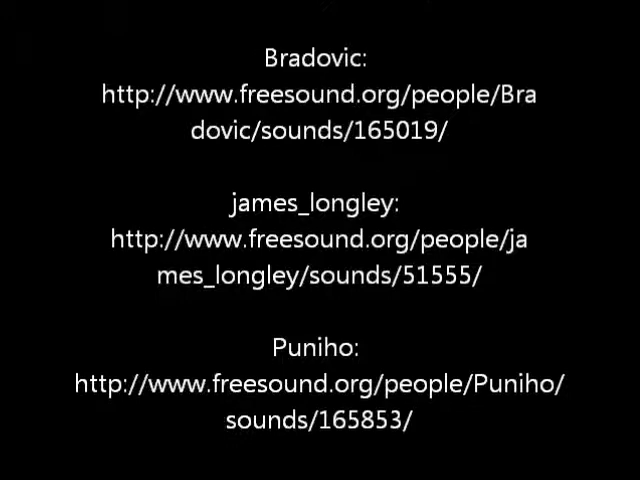 Bradovic:
http://www.freesound.org/people/Bra
dovic/sounds/165019/
james_longley:
http://www.freesound.org/people/ja
mes_longley/sounds/51555/
Puniho:
http://www.freesound.org/people/Puniho/
sounds/165853/